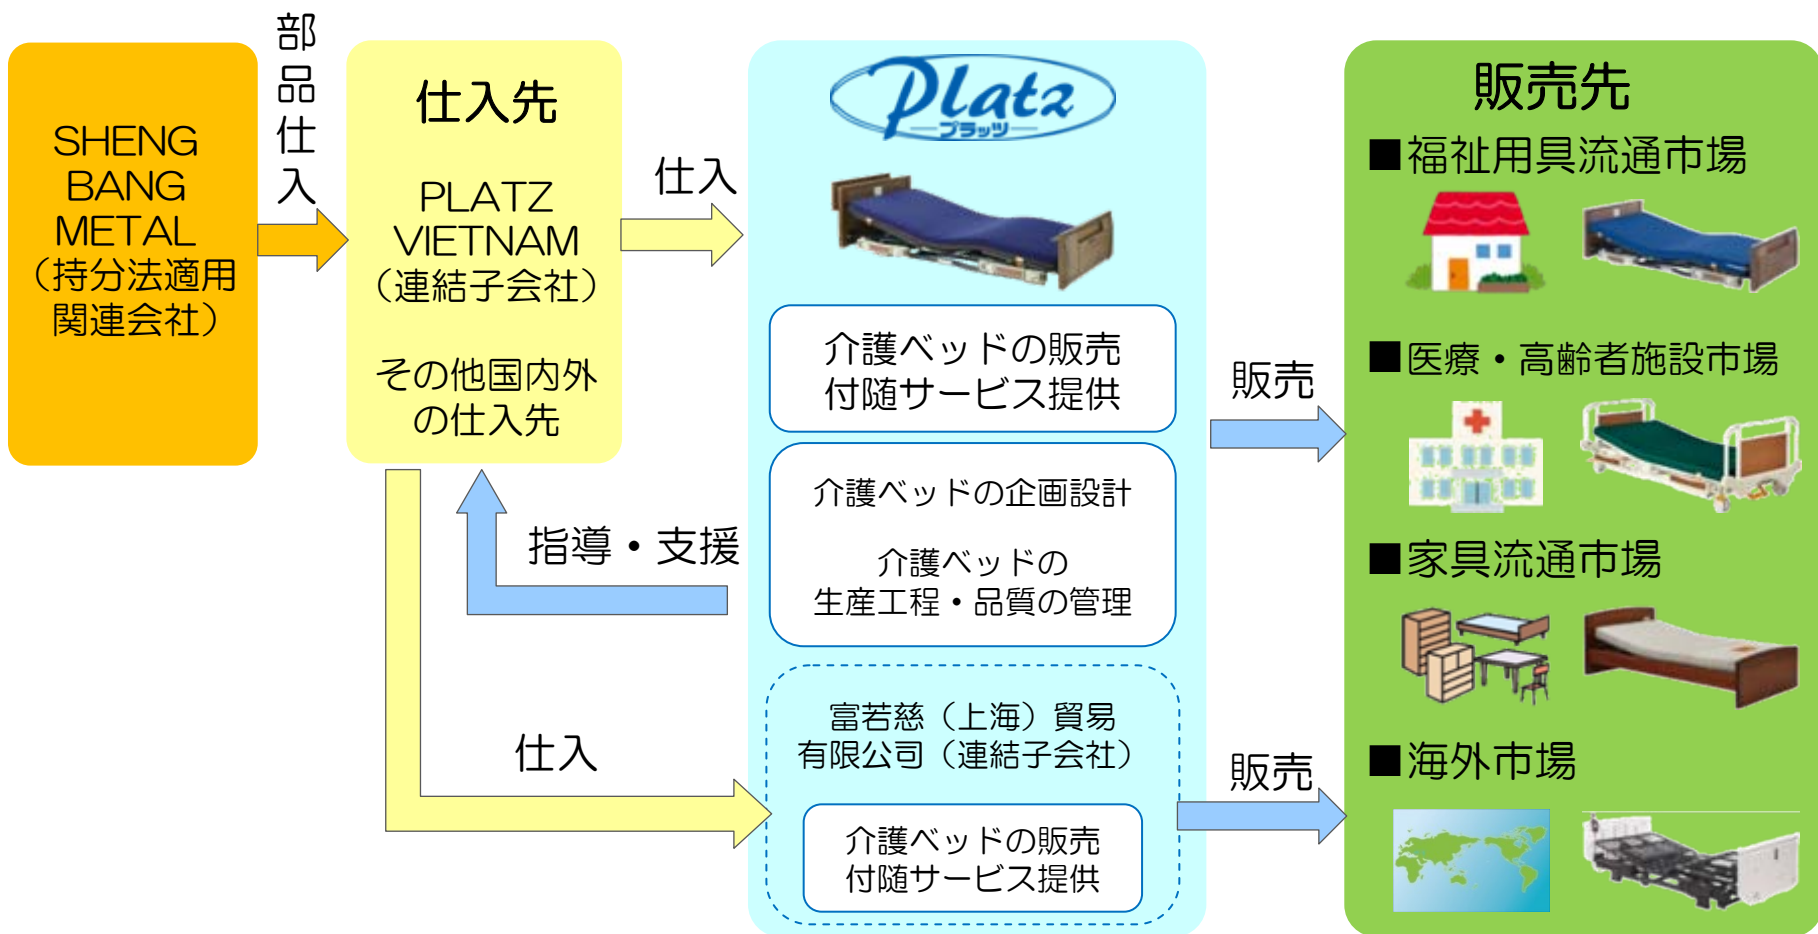 SHENG
BANG
METAL
（持分法適用
関連会社）
部品仕入
仕入先
PLATZ
VIETNAM
（連結子会社）
その他国内外
の仕入先
仕入
Platz
プラッツ
介護ベッドの販売
付随サービス提供
介護ベッドの企画設計
介護ベッドの
生産工程・品質の管理
指導・支援
仕入
富若慈（上海）貿易
有限公司（連結子会社）
介護ベッドの販売
付随サービス提供
販売
販売
販売先
■福祉用具流通市場
■医療・高齢者施設市場
■家具流通市場
■海外市場